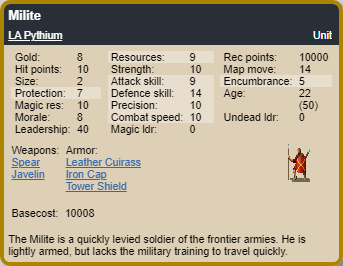 Milite
LA Pythium Unit
Gold: 8 Resources: 9 Rec points: 10000
Hit points: 10 Strength: 10 Map move: 14
Size: 2 Attack skill: 9 Encumbrance: 5
Protection: 7 Defence skill: 14 Age: 22
Magic res: 10 Precision: 10 (50)
Morale: 8 Combat speed: 10 Undead ldr: 0
Leadership: 40 Magic ldr: 0
Weapons: Armor:
Spear Leather Cuirass
Javelin Iron Cap
Tower Shield
Basecost: 10008
The Milite is a quickly levied soldier of the frontier armies. He is
lightly armed, but lacks the military training to travel quickly.